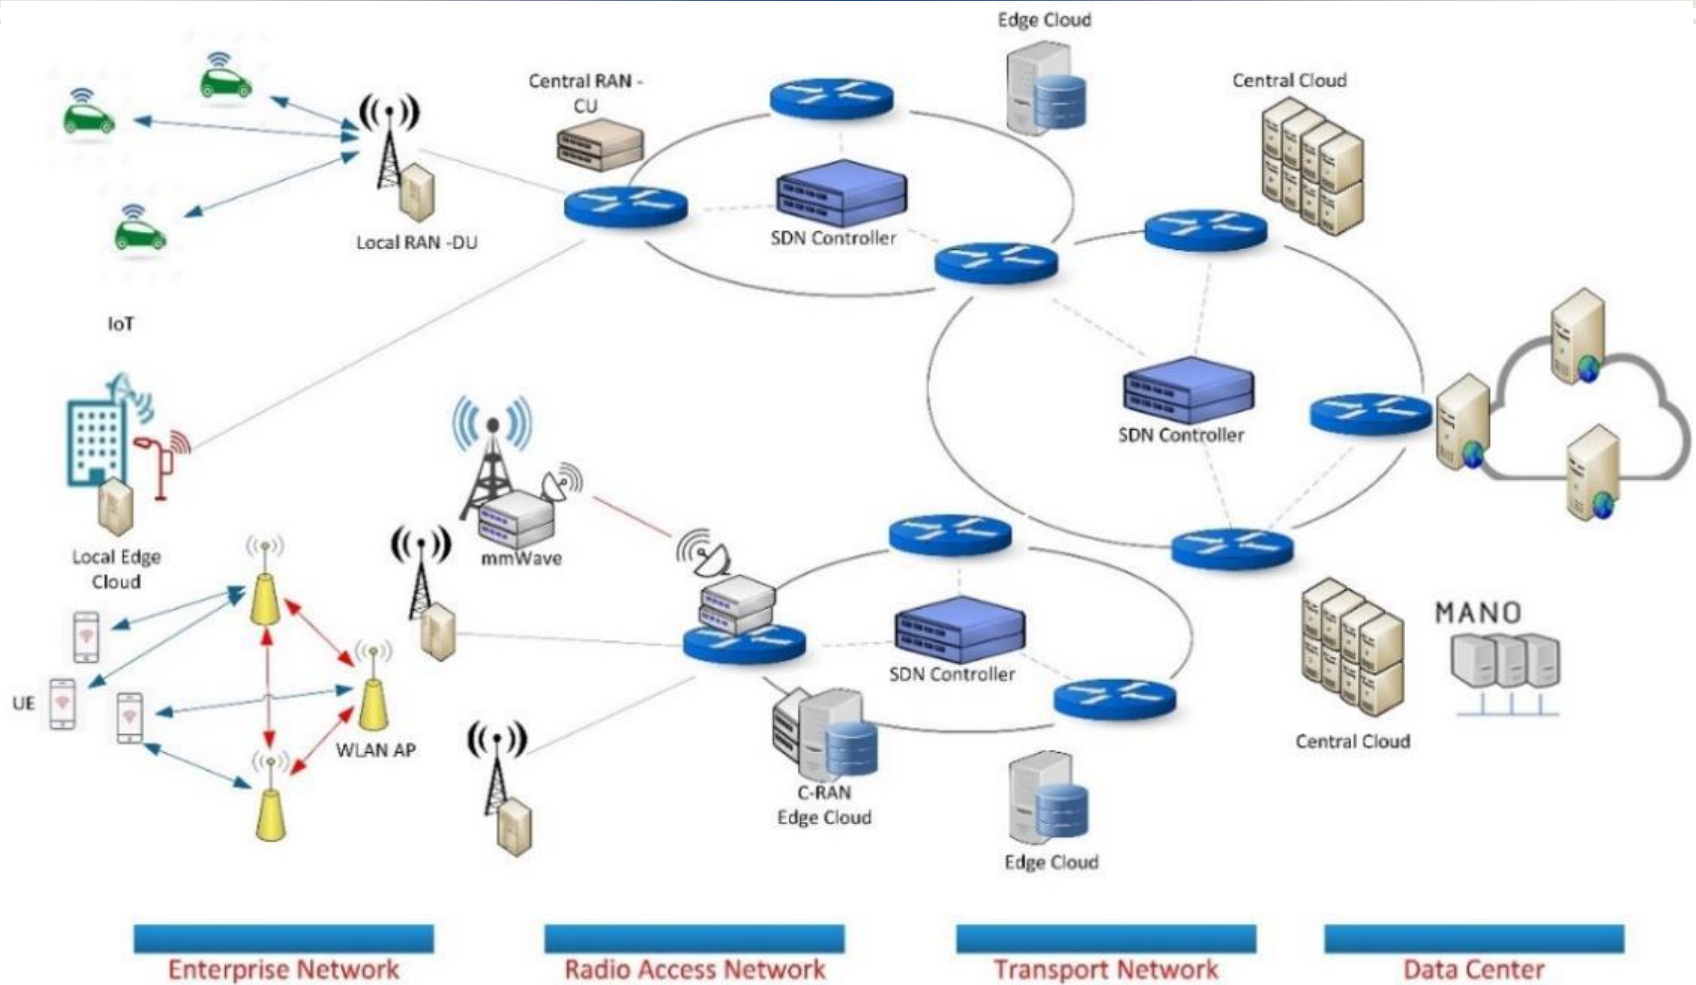 Edge Cloud
Central RAN -
CU
Central Cloud
Local RAN -DU
SDN Controller
IoT
SDN Controller
Local Edge
Cloud
mmWave
MANO
SDN Controller
UE
WLAN AP
Central Cloud
C-RAN
Edge Cloud
Edge Cloud
Enterprise Network
Radio Access Network
Transport Network
Data Center